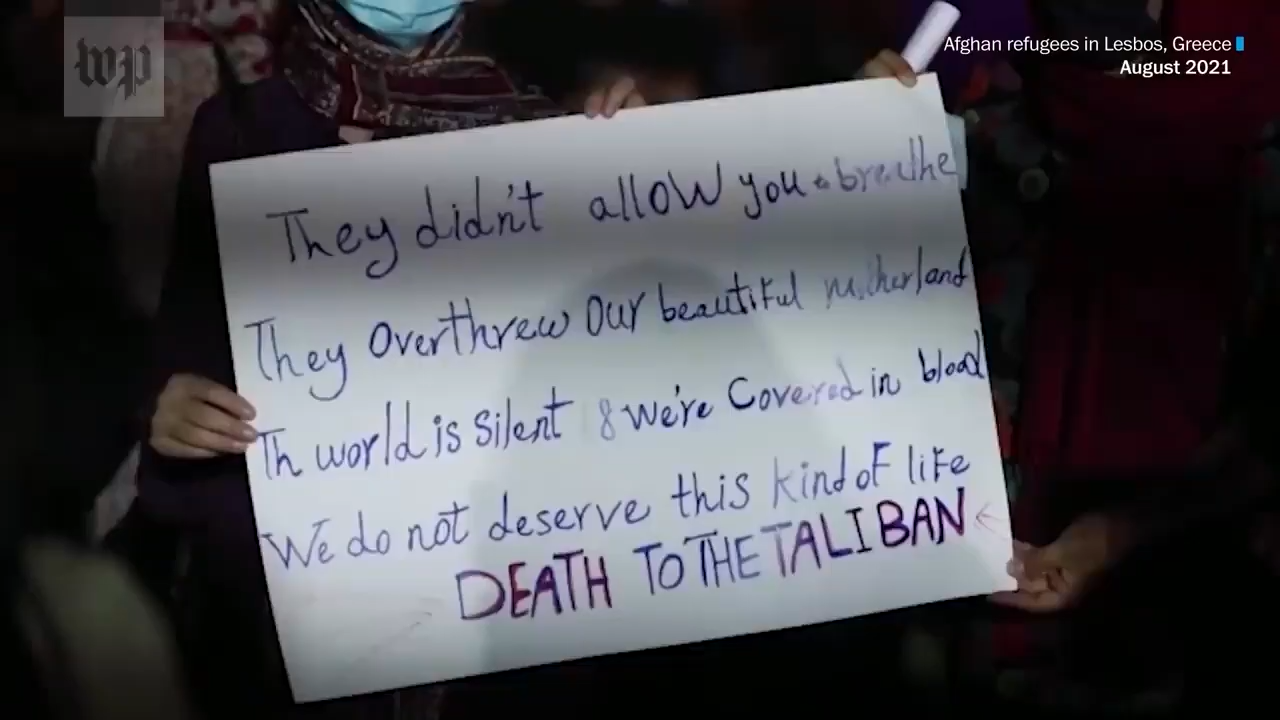 wp
Afghan refugees in Lesbos, Greece
August 2021
They didn't allow you to breathe
They overthrew our beautiful motherland
Th world is silent & we're covered in blood
We do not deserve this kind of life
DEATH TO THE TALIBAN